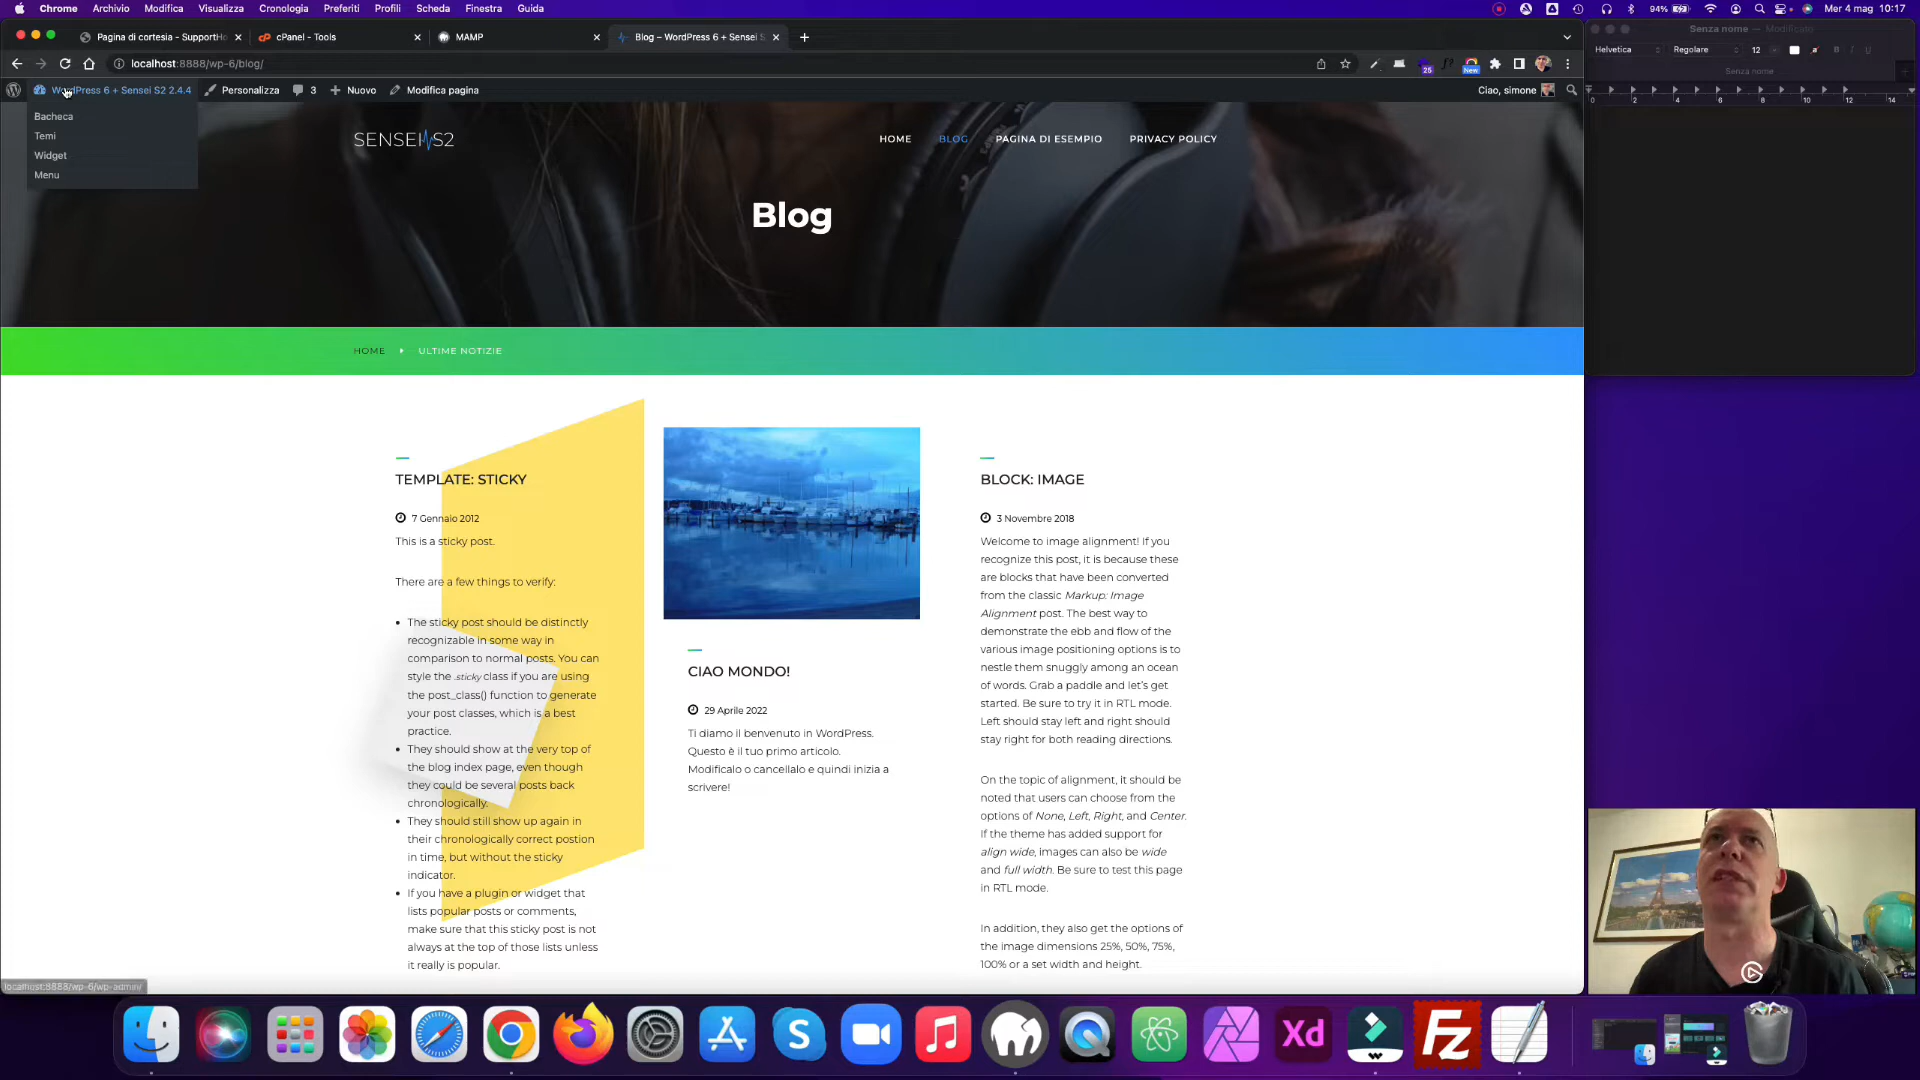 Chrome Archivio Modifica Visualizza Cronologia Preferiti Profili Scheda Finestra Guida
94% Mer 4 mag 10:17
Pagina di cortesia - SupportHo
cPanel - Tools
MAMP
Blog – WordPress 6 + Sensei S
localhost:8888/wp-6/blog/
25
New
WordPress 6 + Sensei S2 2.4.4
Personalizza
3
Nuovo
Modifica pagina
Ciao, simone
Bacheca
Temi
Widget
Menu
SENSEI S2
HOME BLOG PAGINA DI ESEMPIO PRIVACY POLICY
Blog
HOME ULTIME NOTIZIE
TEMPLATE: STICKY
7 Gennaio 2012
This is a sticky post.
There are a few things to verify:
The sticky post should be distinctly
recognizable in some way in
comparison to normal posts. You can
style the .sticky class if you are using
the post_class() function to generate
your post classes, which is a best
practice.
They should show at the very top of
the blog index page, even though
they could be several posts back
chronologically.
They should still show up again in
their chronologically correct postion
in time, but without the sticky
indicator.
If you have a plugin or widget that
lists popular posts or comments,
make sure that this sticky post is not
always at the top of those lists unless
it really is popular.
CIAO MONDO!
29 Aprile 2022
Ti diamo il benvenuto in WordPress.
Questo è il tuo primo articolo.
Modificalo o cancellalo e quindi inizia a
scrivere!
BLOCK: IMAGE
3 Novembre 2018
Welcome to image alignment! If you
recognize this post, it is because these
are blocks that have been converted
from the classic Markup: Image
Alignment post. The best way to
demonstrate the ebb and flow of the
various image positioning options is to
nestle them snuggly among an ocean
of words. Grab a paddle and let's get
started. Be sure to try it in RTL mode.
Left should stay left and right should
stay right for both reading directions.
On the topic of alignment, it should be
noted that users can choose from the
options of None, Left, Right, and Center.
If the theme has added support for
align wide, images can also be wide
and full width. Be sure to test this page
in RTL mode.
In addition, they also get the options of
the image dimensions 25%, 50%, 75%,
100% or a set width and height.
localhost:8888/wp-6/wp-admin/
Senza nome — Modificato
Helvetica Regolare 12 B I U
Senza nome
0 2 4 6 8 10 12 14
Xd
Fz